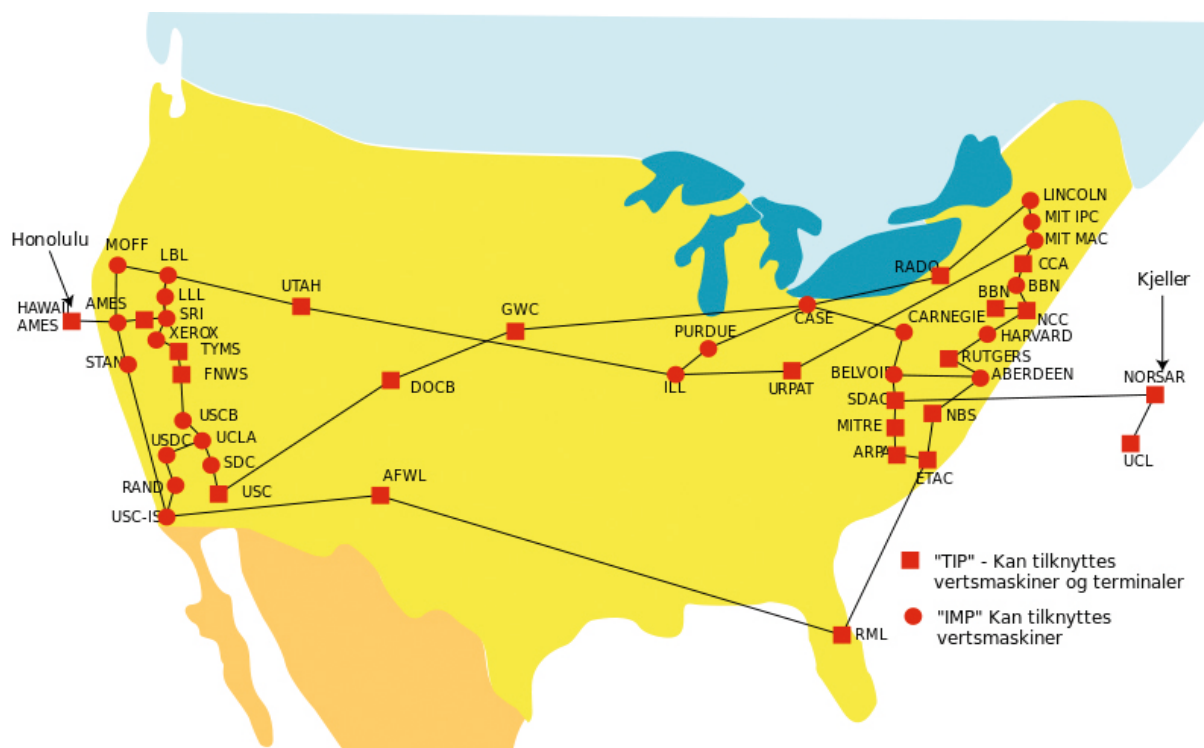 Honolulu
MOFF
LBL
HAWAII
AMES
AMES
LLL
SRI
XEROX
STAN
TYMS
FNWS
USCB
USDC
UCLA
SDC
RAND
USC
USC-IS
UTAH
GWC
DOCB
AFWL
PURDUE
ILL
URPAT
CASE
RADO
CARNEGIE
BELVOIR
SDAC
MITRE
ARPA
ETAC
NBS
ABERDEEN
RUTGERS
HARVARD
NCC
BBN
BBN
CCA
MIT MAC
MIT IPC
LINCOLN
Kjeller
NORSAR
UCL
RML
"TIP" - Kan tilknyttes
vertsmaskiner og terminaler
"IMP" Kan tilknyttes
vertsmaskiner